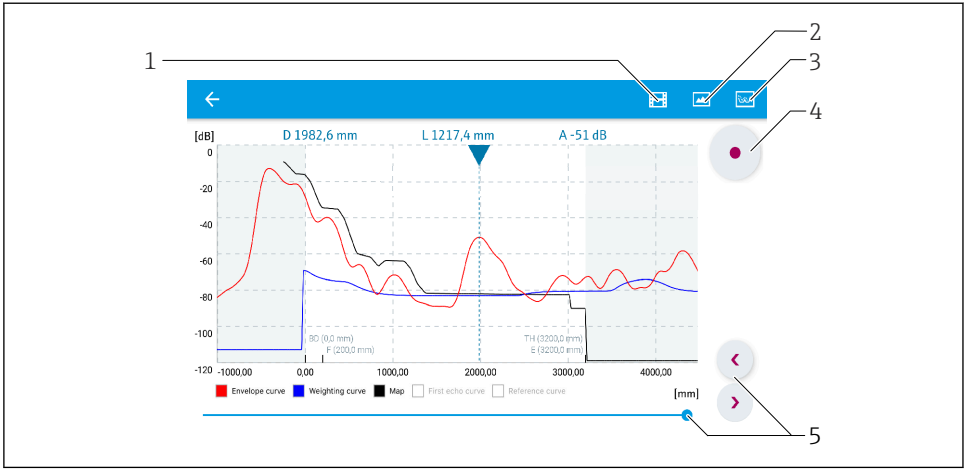 1
2
3
4
[dB]
D 1982,6 mm
L 1217,4 mm
A -51 dB
0
-20
-40
-60
-80
-100
-120
BD (0,0 mm)
F (200,0 mm)
TH (3200,0 mm)
E (3200,0 mm)
-1000,00
0,00
1000,00
2000,00
3000,00
4000,00
Envelope curve
Weighting curve
Map
First echo curve
Reference curve
[mm]
5